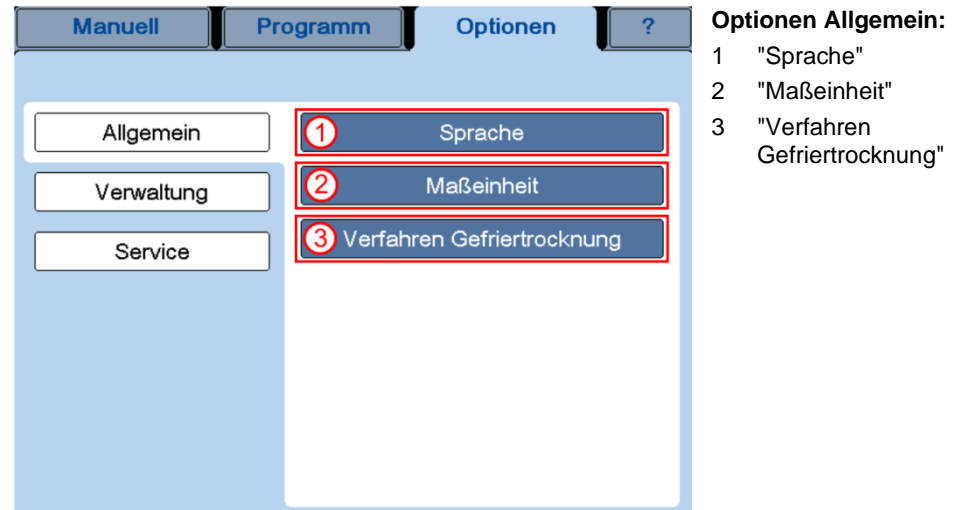 Manuell Programm Optionen ?
Allgemein
Verwaltung
Service
1 Sprache
2 Maßeinheit
3 Verfahren Gefriertrocknung
Optionen Allgemein:
1 "Sprache"
2 "Maßeinheit"
3 "Verfahren
Gefriertrocknung"